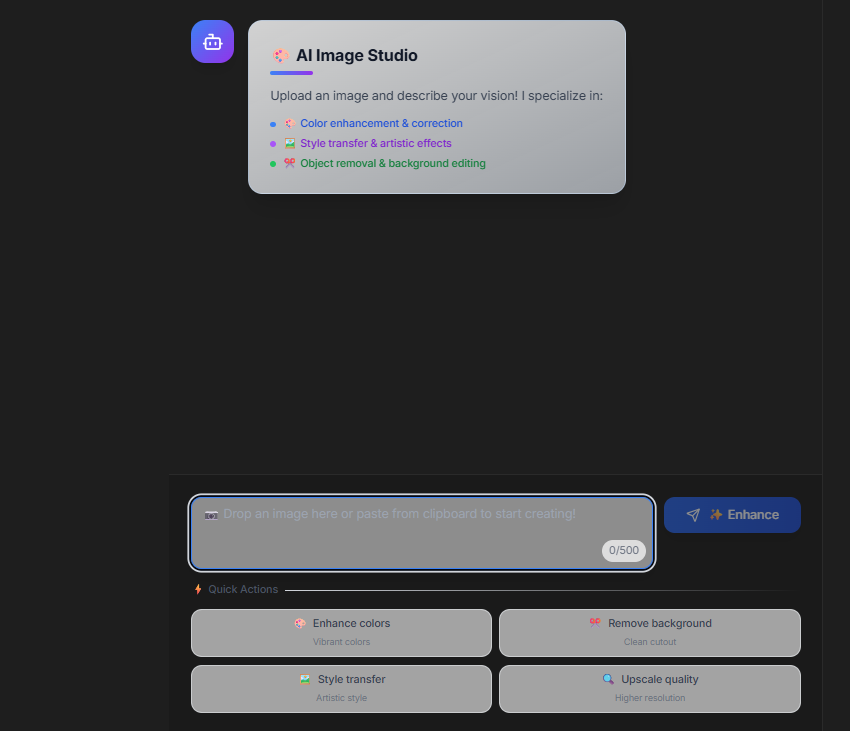 🎨 AI Image Studio
Upload an image and describe your vision! I specialize in:
🎨 Color enhancement & correction
🖼️ Style transfer & artistic effects
🎀 Object removal & background editing
📷 Drop an image here or paste from clipboard to start creating!
✨ Enhance
0/500
⚡ Quick Actions
🎨 Enhance colors
Vibrant colors
🎀 Remove background
Clean cutout
🖼️ Style transfer
Artistic style
🔍 Upscale quality
Higher resolution